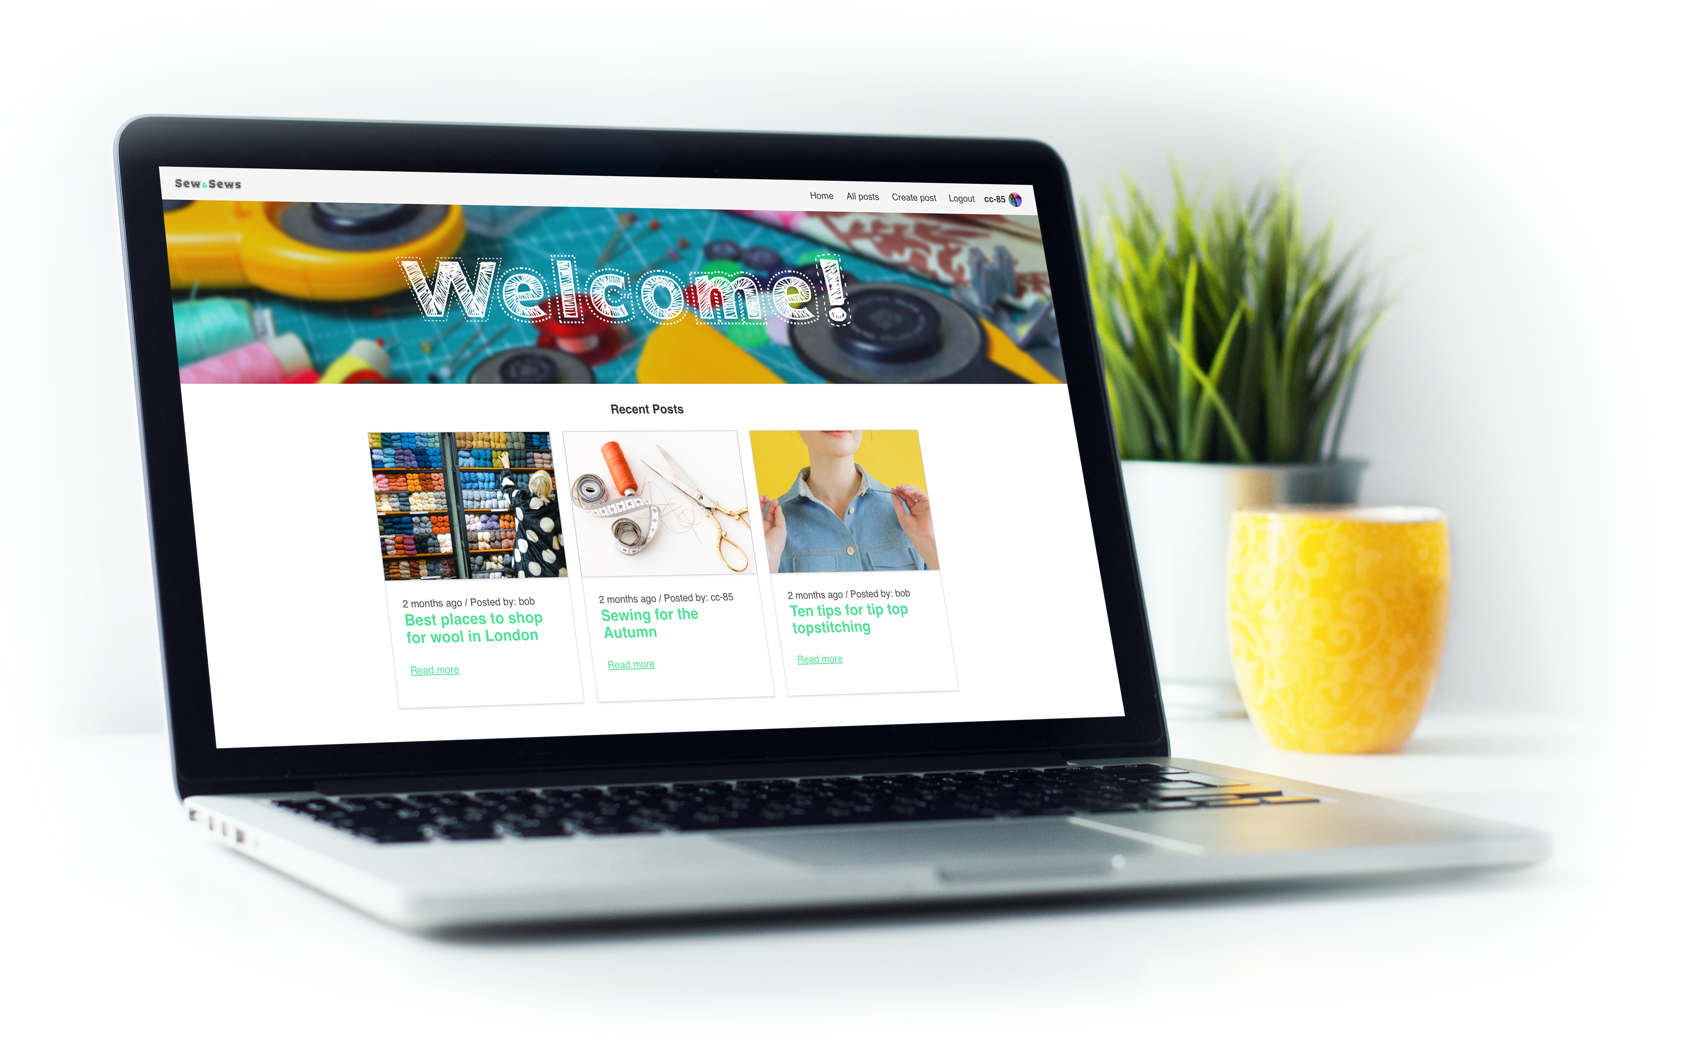 Sew&Sews
Home All posts Create post Logout cc-85
Welcome!
Recent Posts
2 months ago / Posted by: bob
Best places to shop
for wool in London
Read more
2 months ago / Posted by: cc-85
Sewing for the
Autumn
Read more
2 months ago / Posted by: bob
Ten tips for tip top
topstitching
Read more